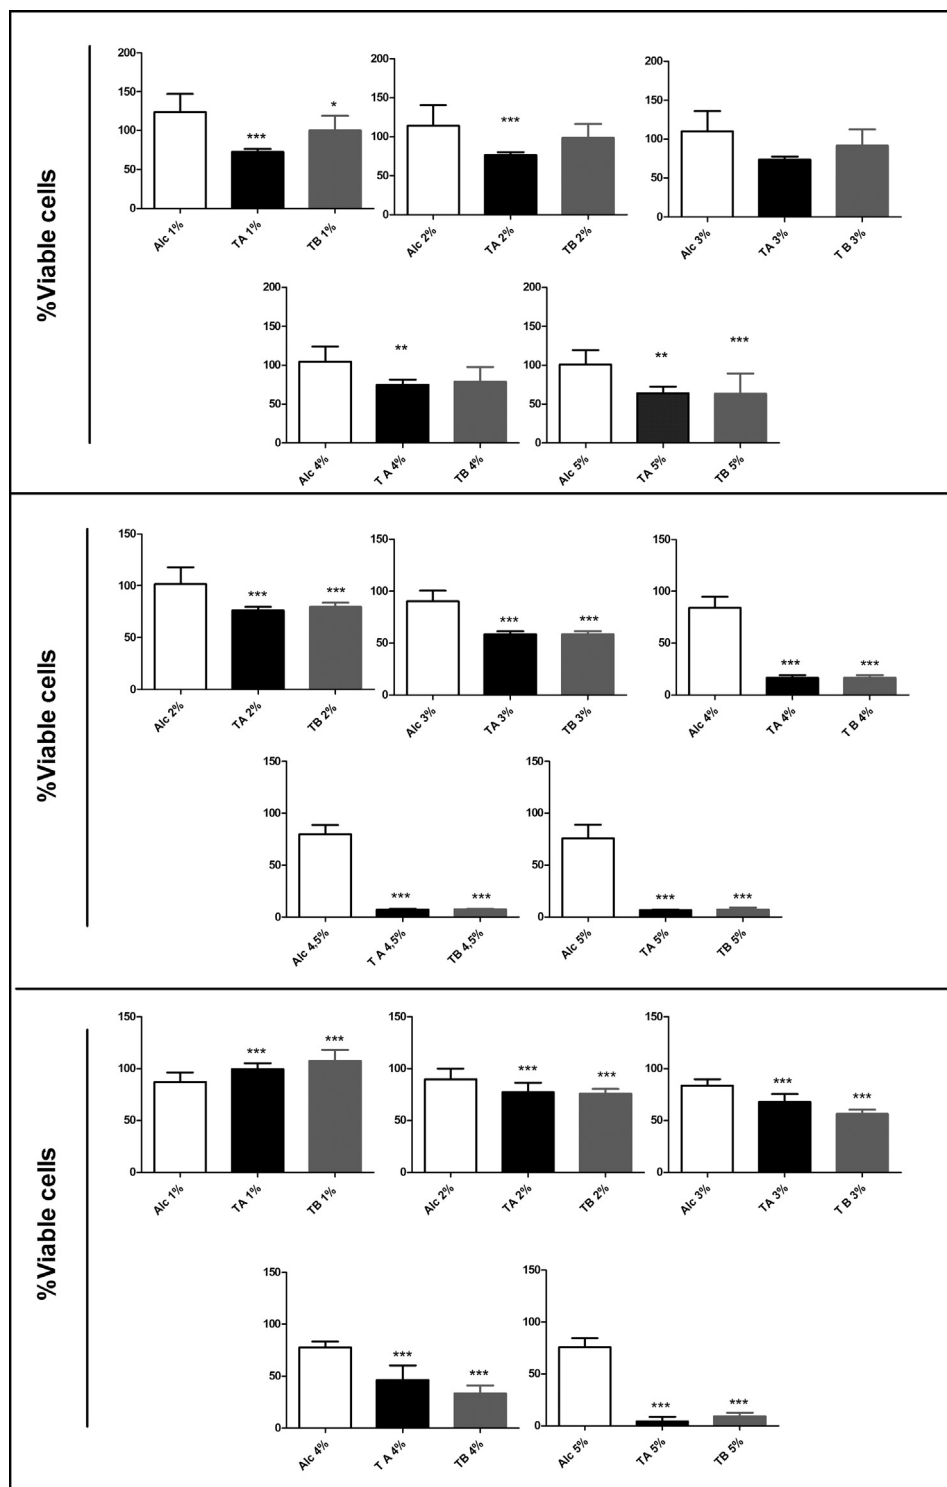 %Viable cells
200
150
100
50
0
***
*
Alc 1%
TA 1%
TB 1%
200
150
100
50
0
***
Alc 2%
TA 2%
TB 2%
200
150
100
50
0
Alc 3%
TA 3%
T B 3%
200
150
100
50
0
**
Alc 4%
T A 4%
TB 4%
200
150
100
50
0
**
***
Alc 5%
TA 5%
TB 5%
%Viable cells
150
100
50
0
***
***
Alc 2%
TA 2%
TB 2%
150
100
50
0
***
***
Alc 3%
TA 3%
TB 3%
150
100
50
0
***
***
Alc 4%
TA 4%
T B 4%
150
100
50
0
***
***
Alc 4,5%
T A 4,5%
TB 4,5%
150
100
50
0
***
***
Alc 5%
TA 5%
TB 5%
%Viable cells
150
100
50
0
***
***
Alc 1%
TA 1%
TB 1%
150
100
50
0
***
***
Alc 2%
TA 2%
TB 2%
150
100
50
0
***
***
Alc 3%
TA 3%
T B 3%
150
100
50
0
***
***
Alc 4%
T A 4%
TB 4%
150
100
50
0
***
***
Alc 5%
TA 5%
TB 5%